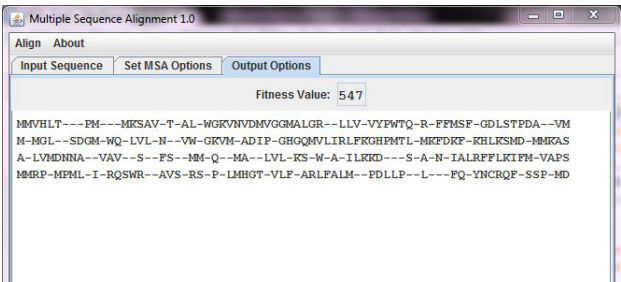 Multiple Sequence Alignment 1.0
Align About
Input Sequence Set MSA Options Output Options
Fitness Value: 547
MMVHLT---PM---MKSAV-T-AL-WGKVNVDMVGGMALGR--LLV-VYPWTQ-R-FFMSF-GDLSTPDA--VM
M-MGL--SDGM-WQ-LVL-N--VW-GKVM-ADIP-GHGQMVLIRLFKGHPMTL-MKFDKF-KHLKSMD-MMKAS
A-LVMDNNA--VAV--S--FS--MM-Q--MA--LVL-KS-W-A-ILKKD---S-A-N-IALRFFLKIFM-VAPS
MMRP-MPML-I-RQSWR--AVS-RS-P-LMHGT-VLF-ARLFALM--PDLLP--L---FQ-YNCRQF-SSP-MD